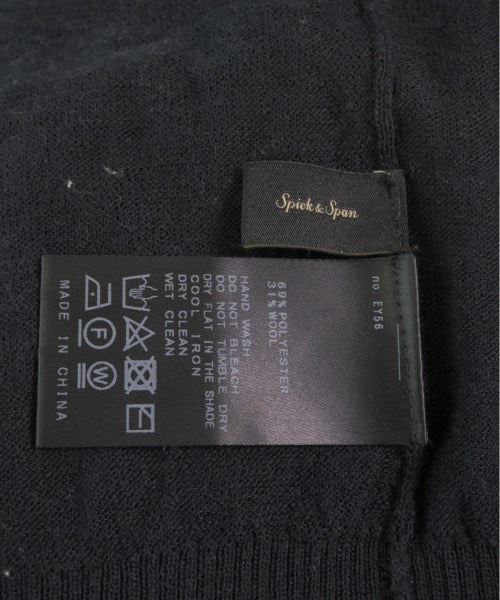 Spick & Span
no. EY56
69% POLYESTER
31% WOOL
HAND WASH
DO NOT BLEACH
DO NOT TUMBLE DRY
DRY FLAT IN THE SHADE
COOL IRON
DRY CLEAN
WET CLEAN
F
W
MADE IN CHINA